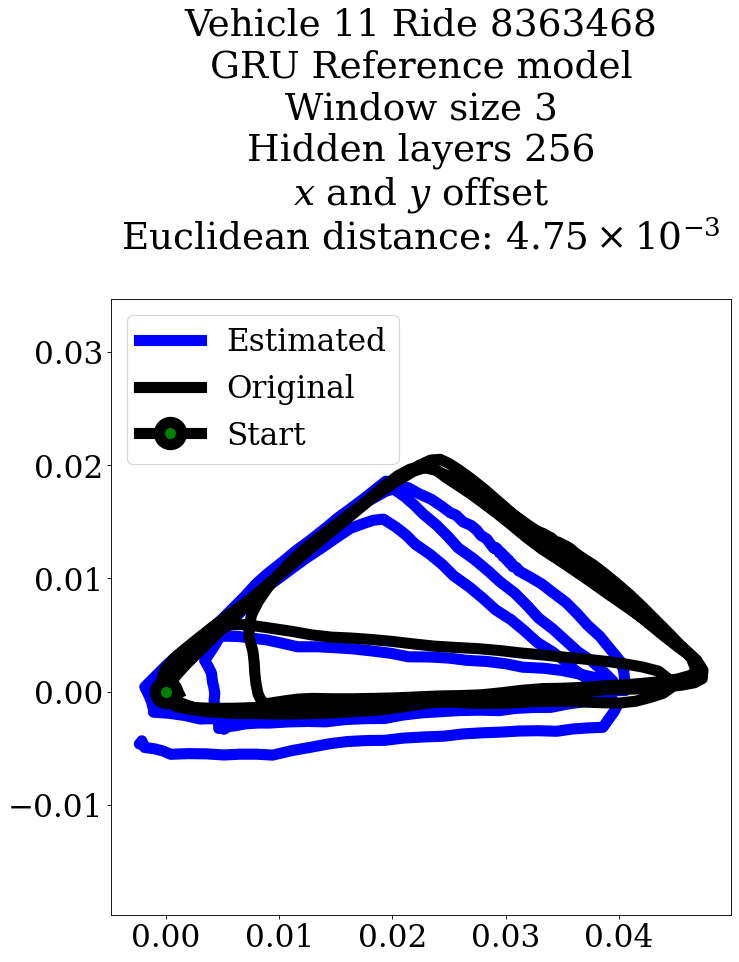 Vehicle 11 Ride 8363468
GRU Reference model
Window size 3
Hidden layers 256
x and y offset
Euclidean distance: 4.75 × 10⁻³
Estimated
Original
Start
0.03
0.02
0.01
0.00
−0.01
0.00 0.01 0.02 0.03 0.04